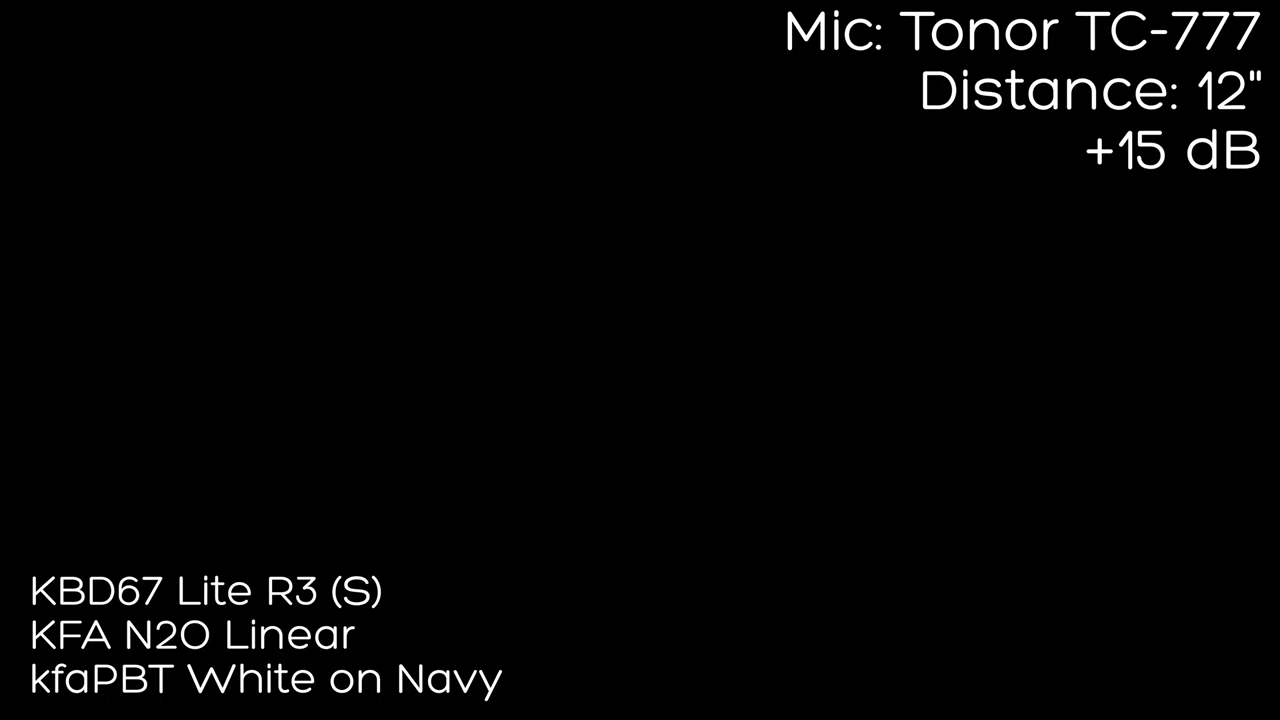 Mic: Tonor TC-777
Distance: 12"
+15 dB
KBD67 Lite R3 (S)
KFA N2O Linear
kfaPBT White on Navy